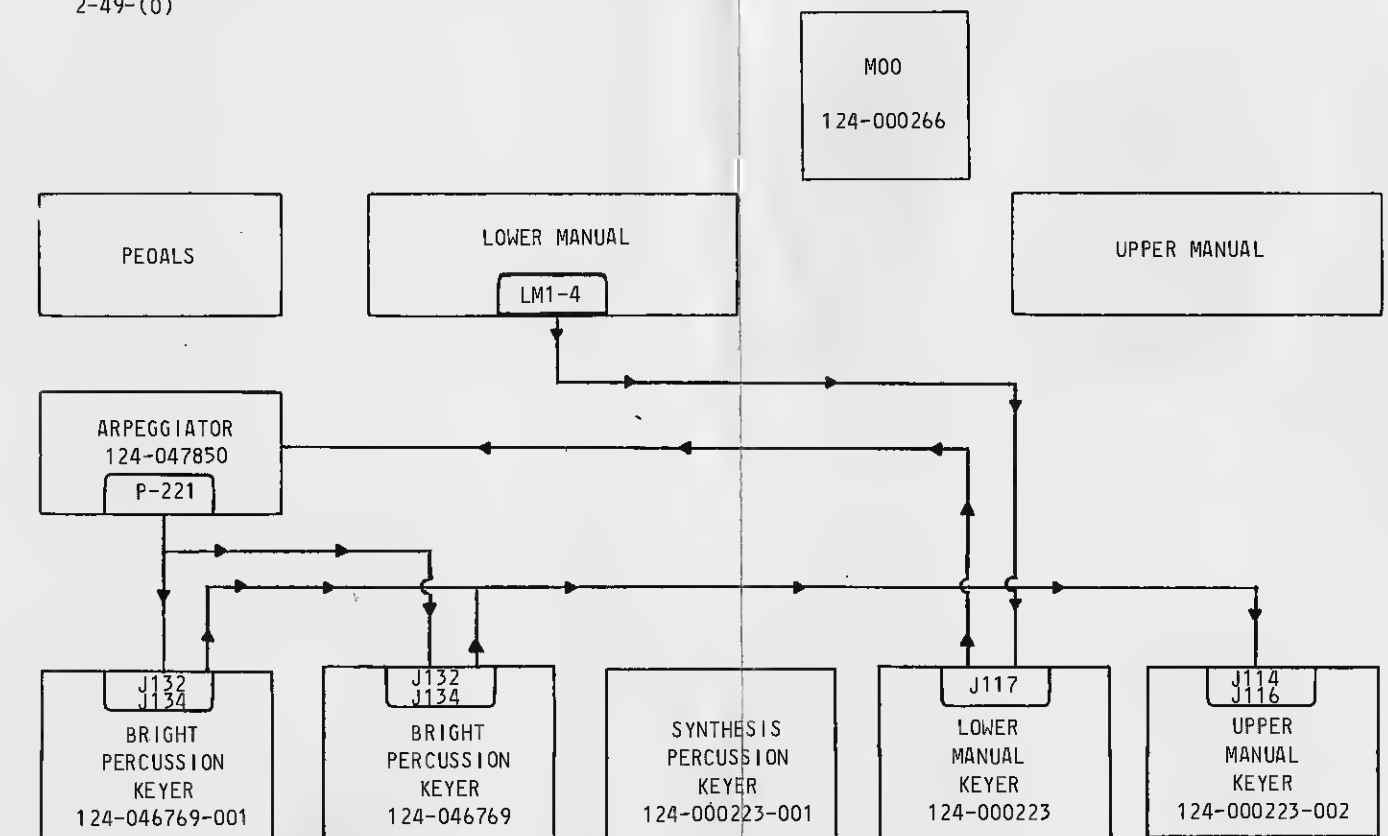 2-49-(0)
MOO
124-000266
PEOALS
LOWER MANUAL
LM1-4
UPPER MANUAL
ARPEGGIATOR
124-047850
P-221
J132
J134
BRIGHT
PERCUSSION
KEYER
124-046769-001
J132
J134
BRIGHT
PERCUSSION
KEYER
124-046769
SYNTHESIS
PERCUSSION
KEYER
124-000223-001
J117
LOWER
MANUAL
KEYER
124-000223
J114
J116
UPPER
MANUAL
KEYER
124-000223-002